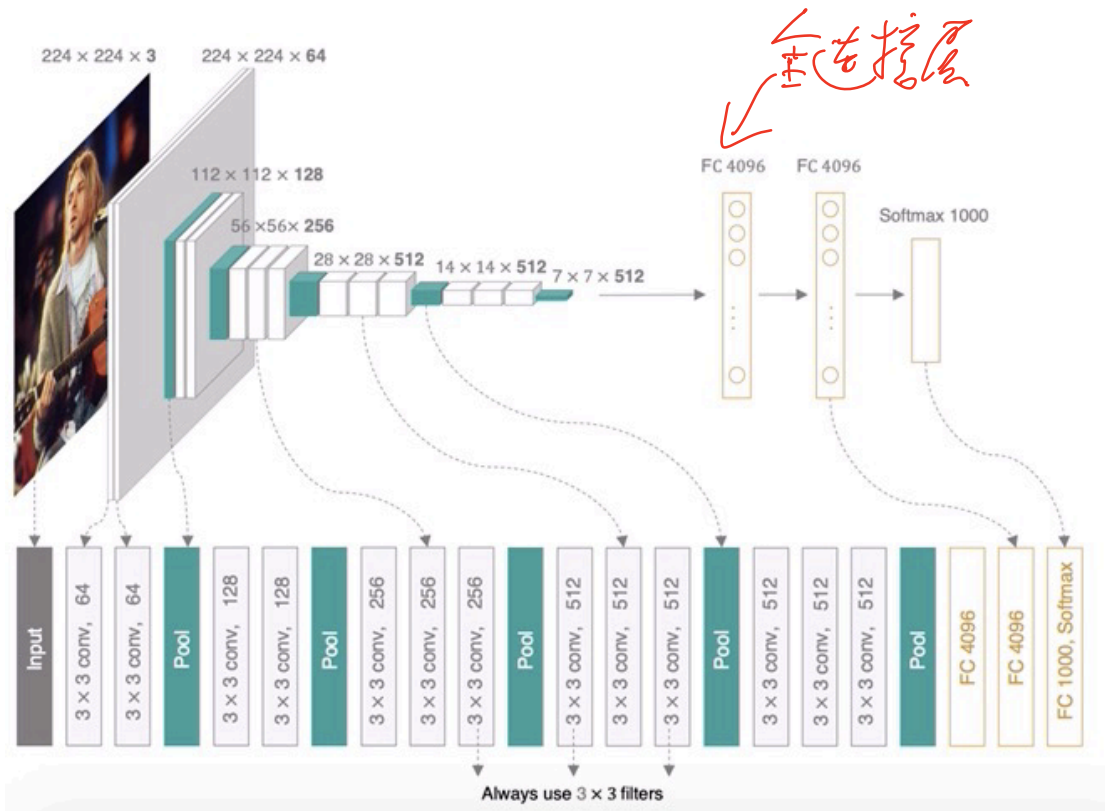 全连接层
224 × 224 × 3
224 × 224 × 64
112 × 112 × 128
56 ×56× 256
28 × 28 × 512
14 × 14 × 512
7 × 7 × 512
FC 4096
FC 4096
Softmax 1000
Input
3 × 3 conv, 64
3 × 3 conv, 64
Pool
3 × 3 conv, 128
3 × 3 conv, 128
Pool
3 × 3 conv, 256
3 × 3 conv, 256
3 × 3 conv, 256
Pool
3 × 3 conv, 512
3 × 3 conv, 512
3 × 3 conv, 512
Pool
3 × 3 conv, 512
3 × 3 conv, 512
3 × 3 conv, 512
Pool
FC 4096
FC 4096
FC 1000, Softmax
Always use 3 × 3 filters